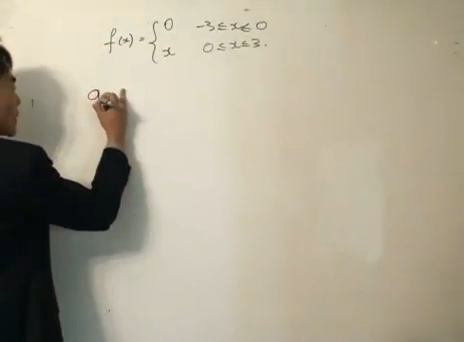 f(x) = { 0 -3 ≤ x ≤ 0
x 0 ≤ x ≤ 3.
a